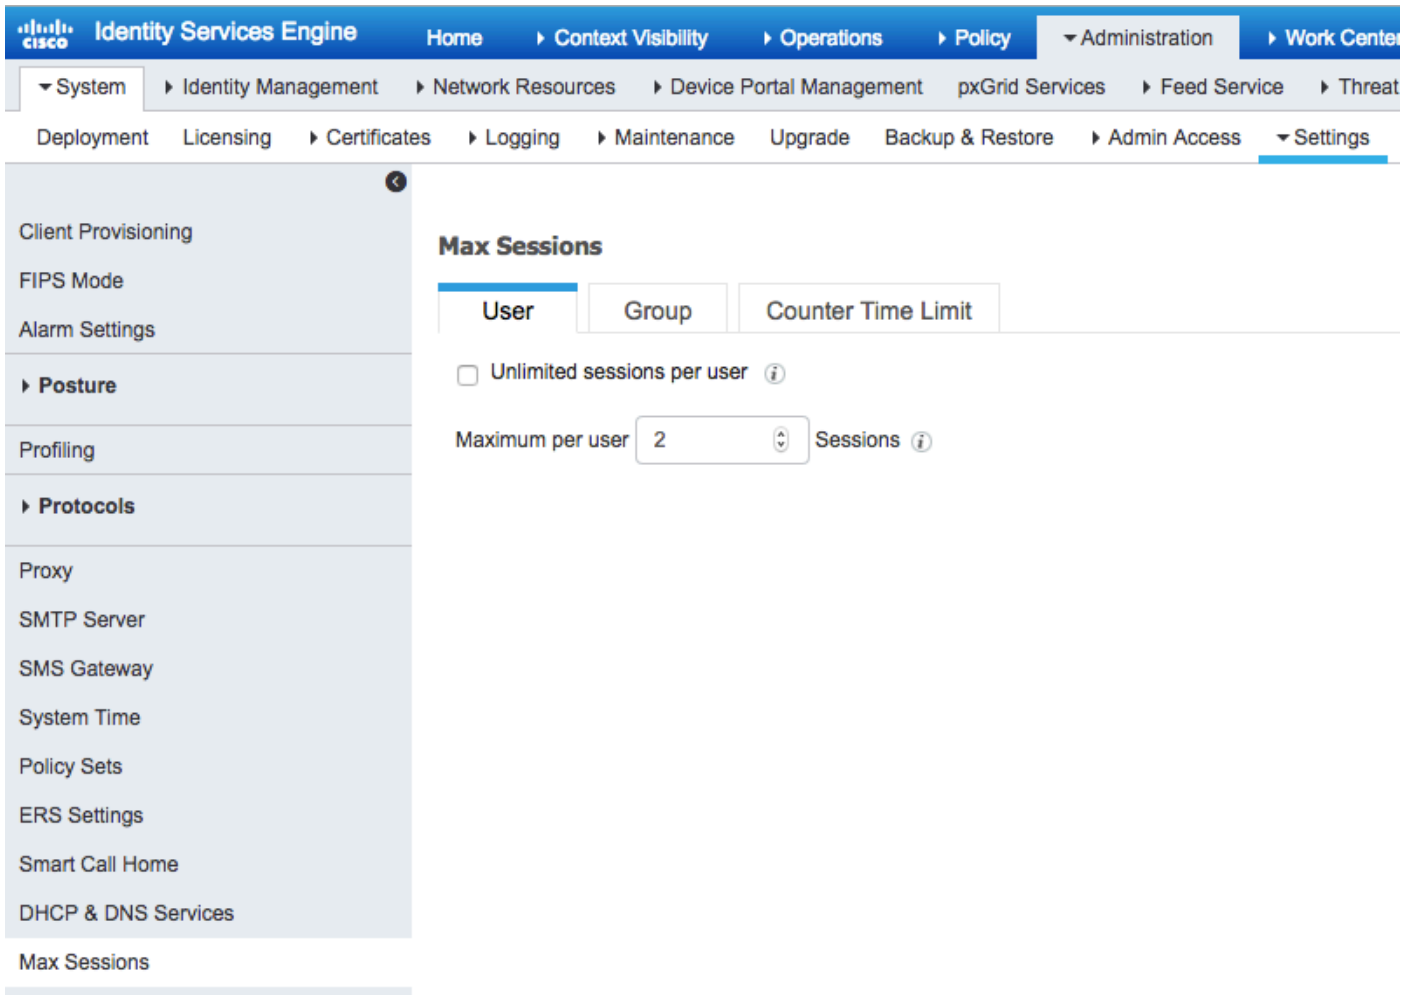 cisco Identity Services Engine Home Context Visibility Operations Policy Administration Work Center
System Identity Management Network Resources Device Portal Management pxGrid Services Feed Service Threat
Deployment Licensing Certificates Logging Maintenance Upgrade Backup & Restore Admin Access Settings
Client Provisioning
FIPS Mode
Alarm Settings
Posture
Profiling
Protocols
Proxy
SMTP Server
SMS Gateway
System Time
Policy Sets
ERS Settings
Smart Call Home
DHCP & DNS Services
Max Sessions
Max Sessions
User Group Counter Time Limit
Unlimited sessions per user i
Maximum per user 2 Sessions i